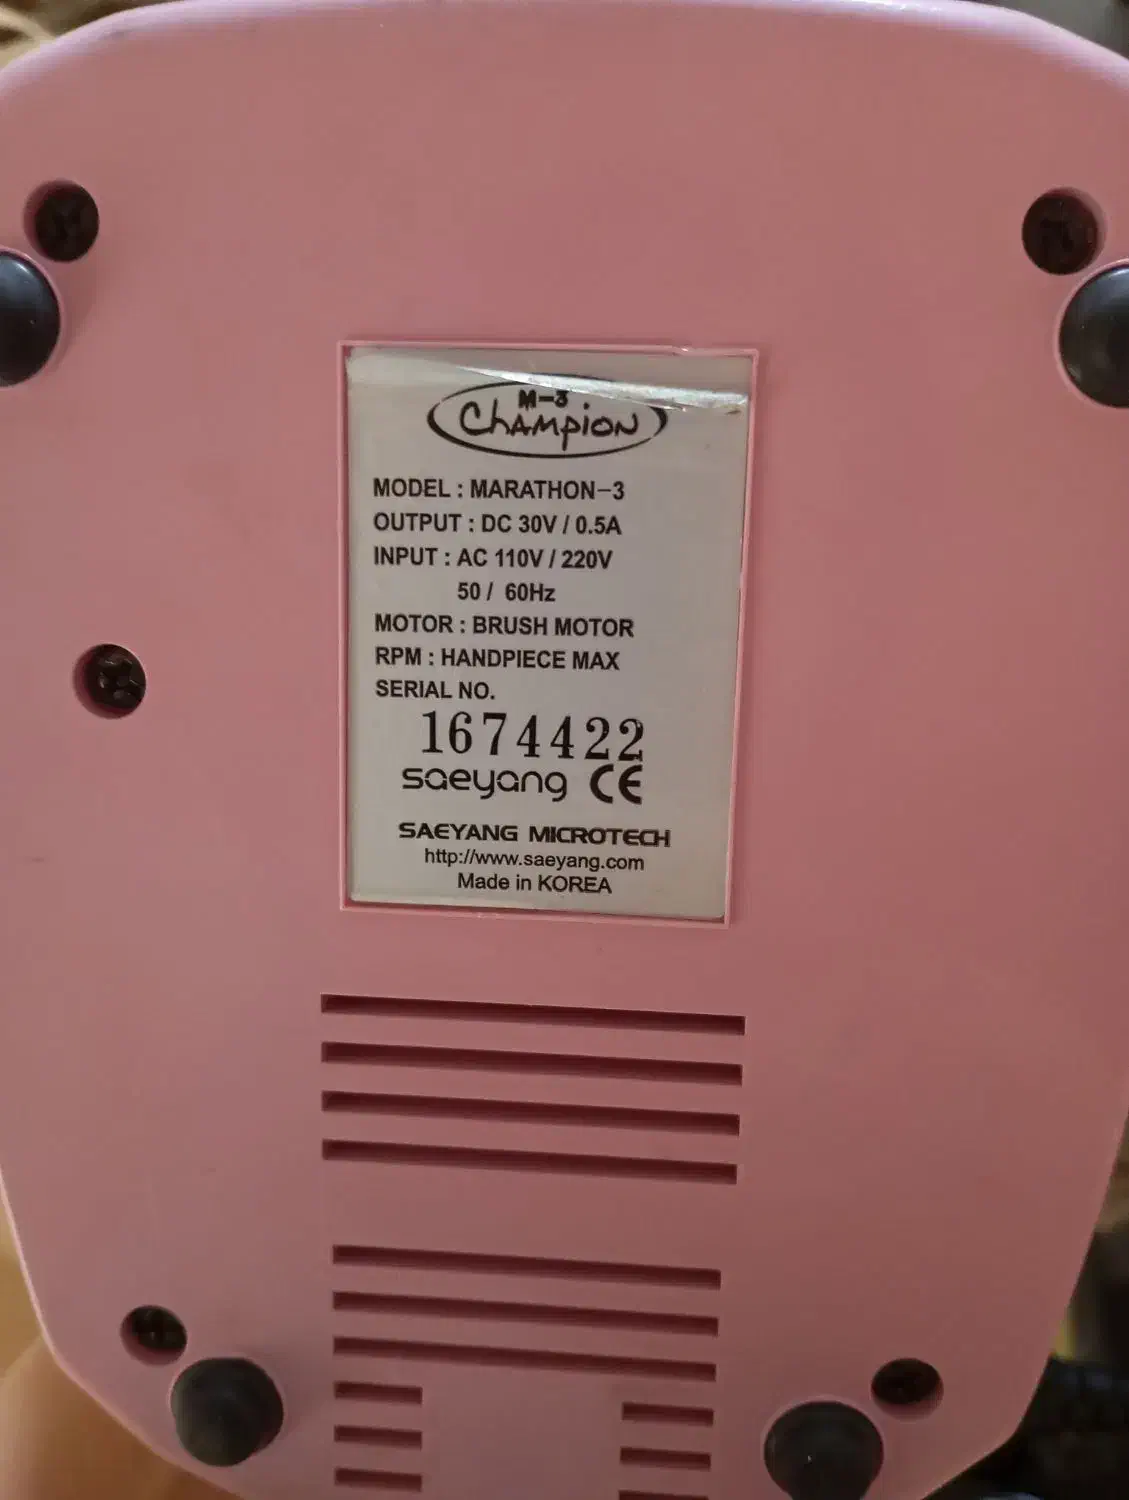 M-3
Champion
MODEL : MARATHON-3
OUTPUT : DC 30V / 0.5A
INPUT : AC 110V / 220V
50 / 60Hz
MOTOR : BRUSH MOTOR
RPM : HANDPIECE MAX
SERIAL NO.
1674422
saeyang CE
SAEYANG MICROTECH
http://www.saeyang.com
Made in KOREA